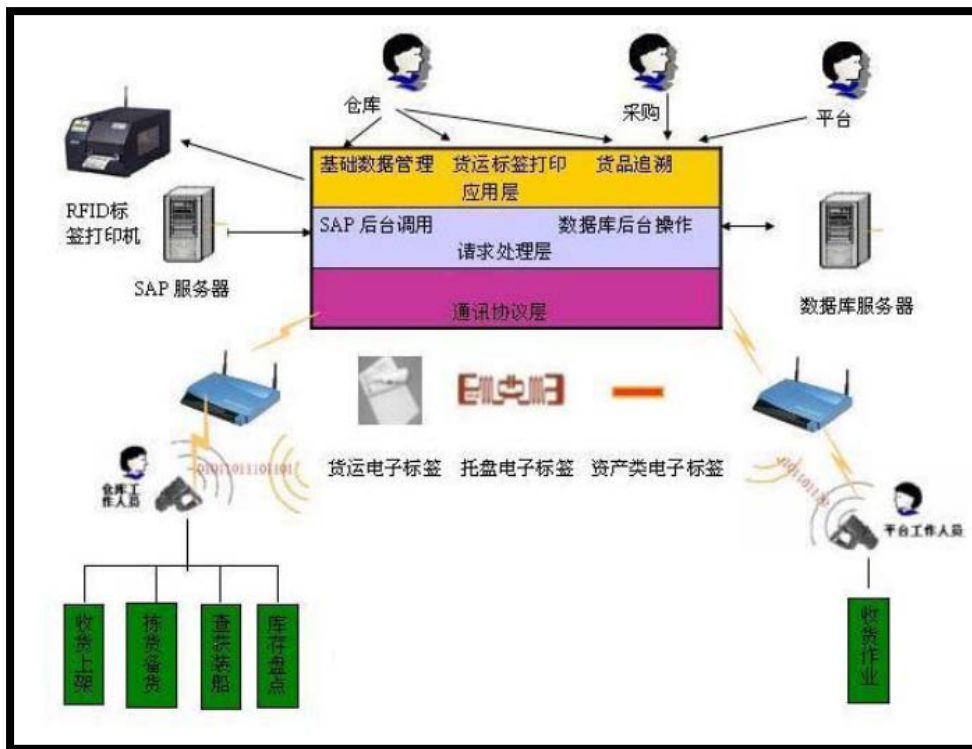 仓库
采购
平台
基础数据管理 货运标签打印 货品追溯
应用层
RFID标
签打印机
SAP 后台调用 数据库后台操作
请求处理层
SAP 服务器
数据库服务器
通讯协议层
货运电子标签 托盘电子标签 资产类电子标签
01011011101101
仓库工
作人员
平台工作人员
收货上架
拣货备货
查获装船
库存盘点
收货作业